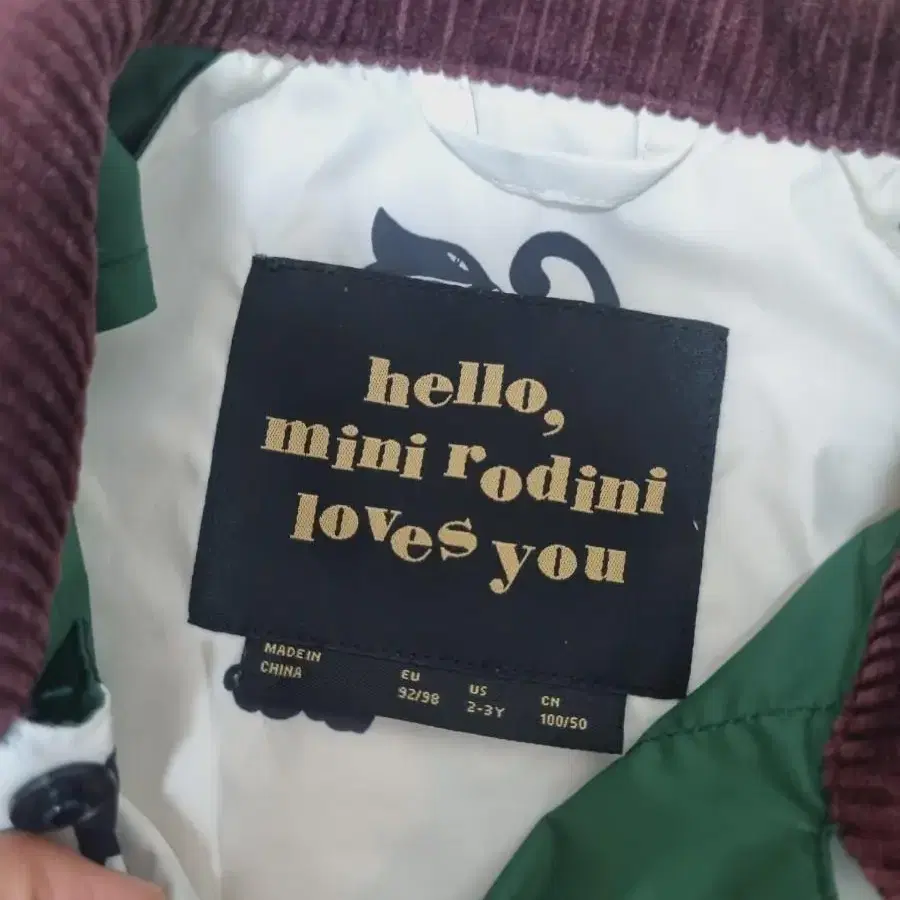 hello,
mini rodini
loves you
MADE IN
CHINA
EU
92/98
US
2-3Y
CN
100/50